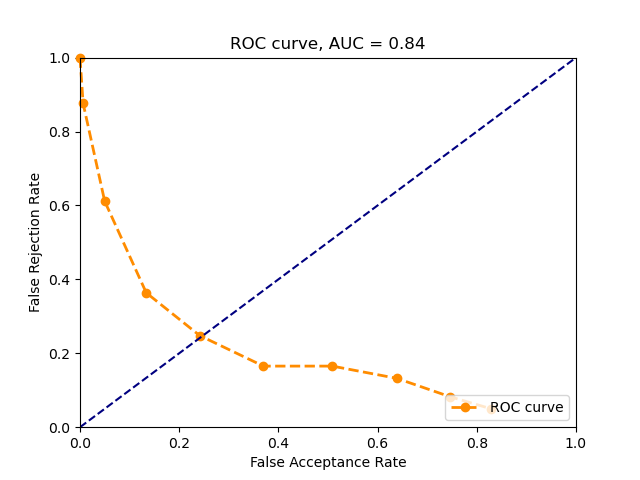 ROC curve, AUC = 0.84
False Rejection Rate
1.0
0.8
0.6
0.4
0.2
0.0
0.0 0.2 0.4 0.6 0.8 1.0
False Acceptance Rate
ROC curve